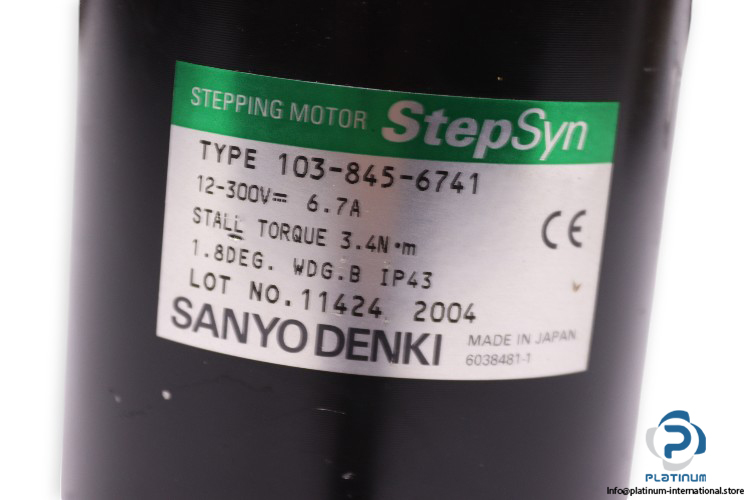 STEPPING MOTOR StepSyn
TYPE 103-845-6741
12-300V⎓ 6.7A
STALL TORQUE 3.4N·m
1.8DEG. WDG.B IP43
LOT NO.11424 2004
CE
SANYO DENKI
MADE IN JAPAN
6038481-1
PLATINUM
Info@platinum-international.store